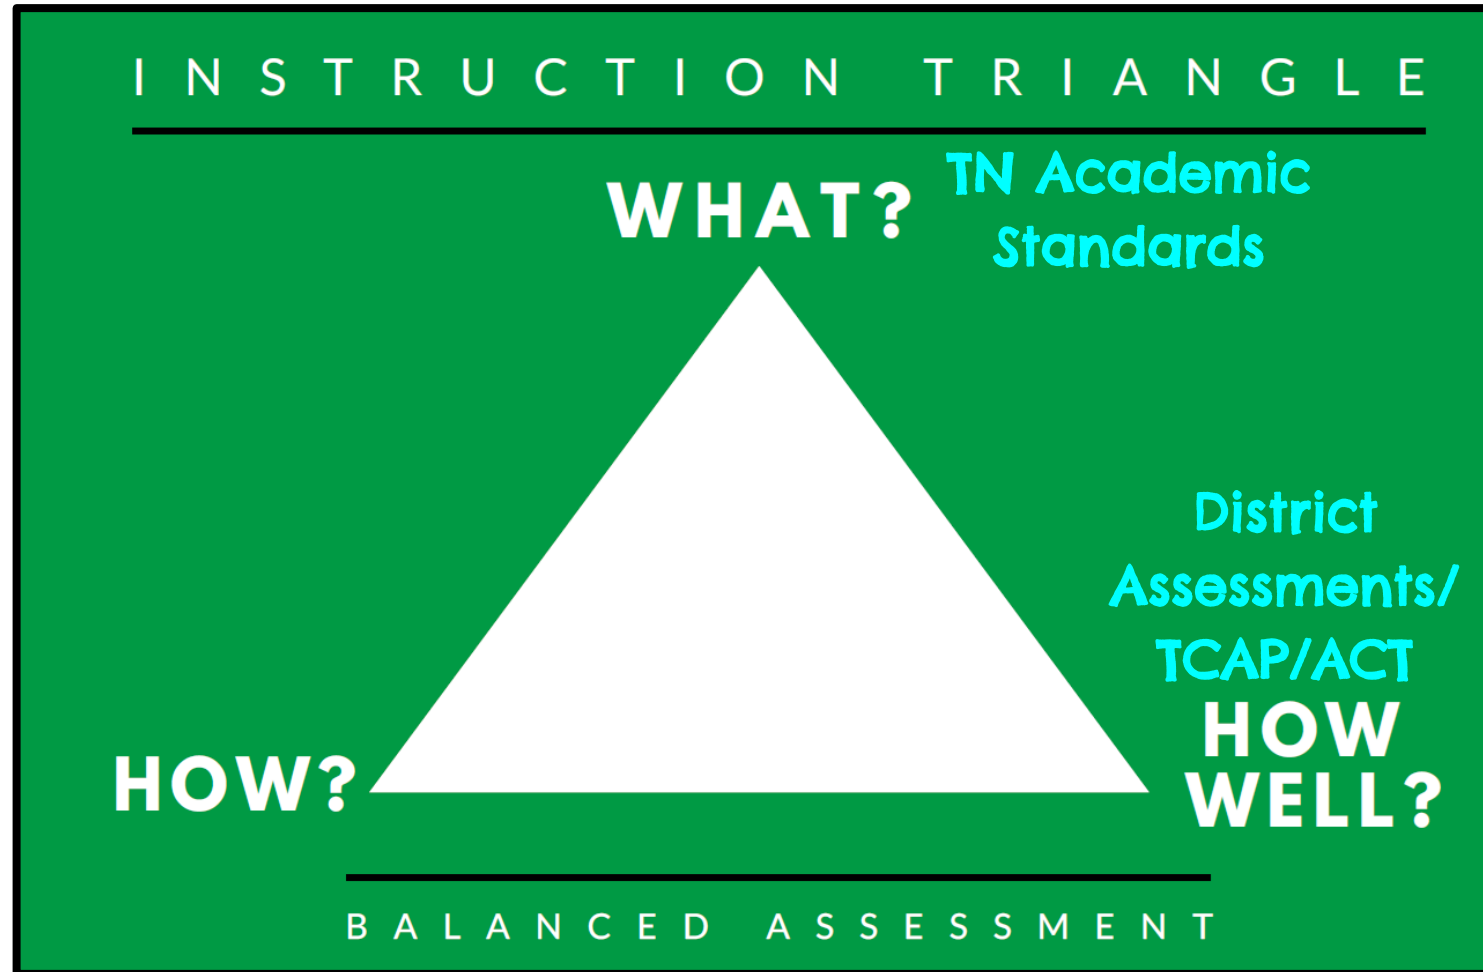 INSTRUCTION TRIANGLE
WHAT?
TN Academic
Standards
District
Assessments/
TCAP/ACT
HOW?
HOW
WELL?
BALANCED ASSESSMENT